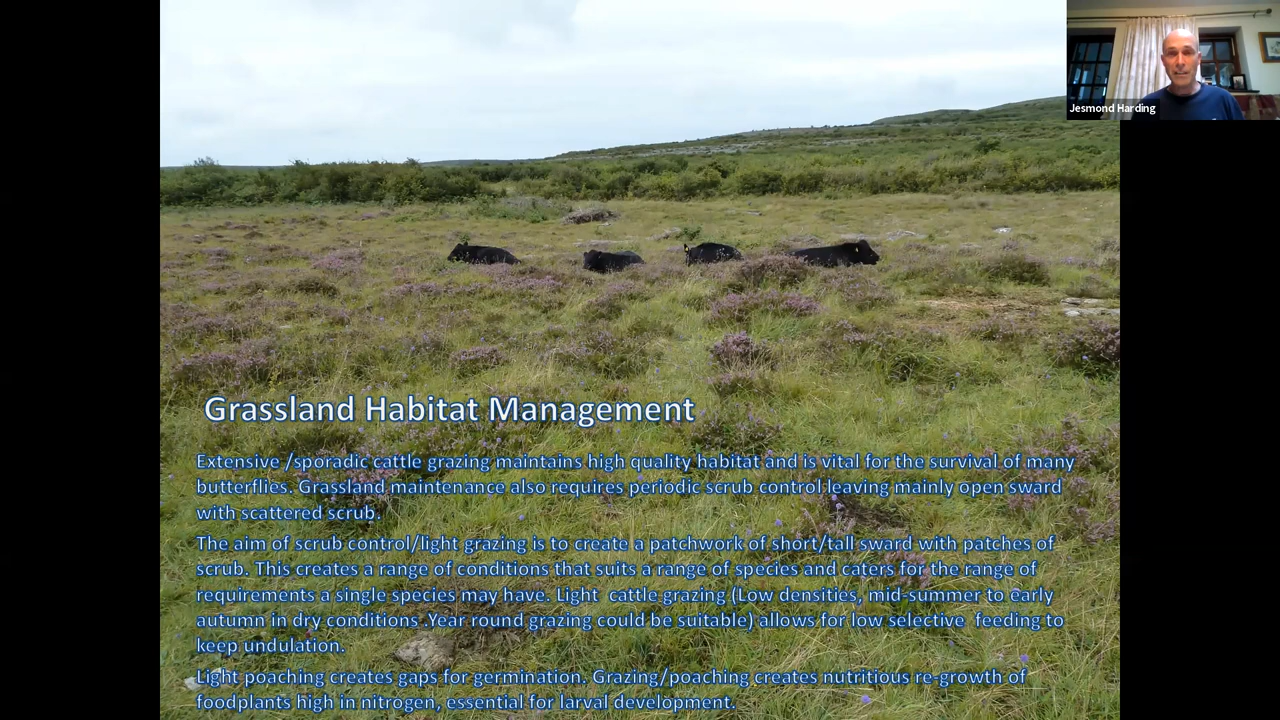 Jesmond Harding
Grassland Habitat Management
Extensive /sporadic cattle grazing maintains high quality habitat and is vital for the survival of many
butterflies. Grassland maintenance also requires periodic scrub control leaving mainly open sward
with scattered scrub.
The aim of scrub control/light grazing is to create a patchwork of short/tall sward with patches of
scrub. This creates a range of conditions that suits a range of species and caters for the range of
requirements a single species may have. Light  cattle grazing (Low densities, mid-summer to early
autumn in dry conditions .Year round grazing could be suitable) allows for low selective  feeding to
keep undulation.
Light poaching creates gaps for germination. Grazing/poaching creates nutritious re-growth of
foodplants high in nitrogen, essential for larval development.